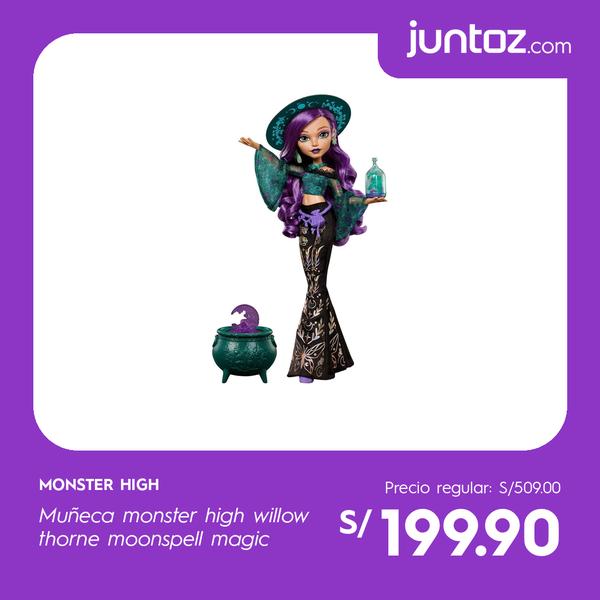 juntoz.com
MONSTER HIGH
Muñeca monster high willow
thorne moonspell magic
Precio regular: S/509.00
S/199.90